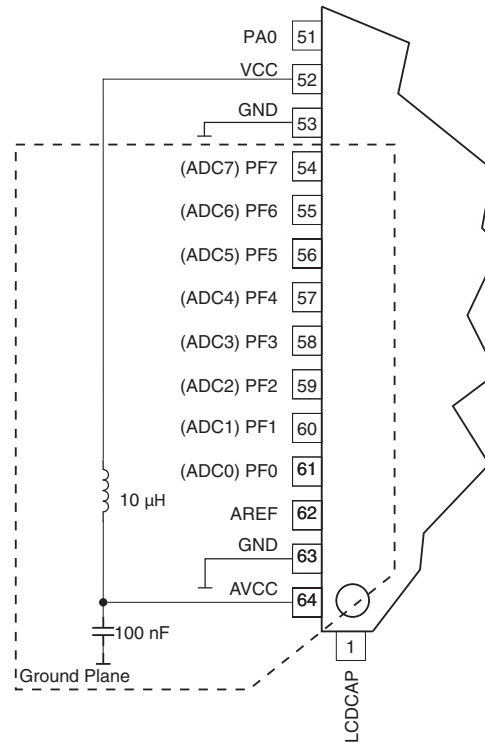 PA0 51
VCC 52
GND 53
(ADC7) PF7 54
(ADC6) PF6 55
(ADC5) PF5 56
(ADC4) PF4 57
(ADC3) PF3 58
(ADC2) PF2 59
(ADC1) PF1 60
(ADC0) PF0 61
10 µH
AREF 62
GND 63
AVCC 64
100 nF
Ground Plane
1
LCDCAP